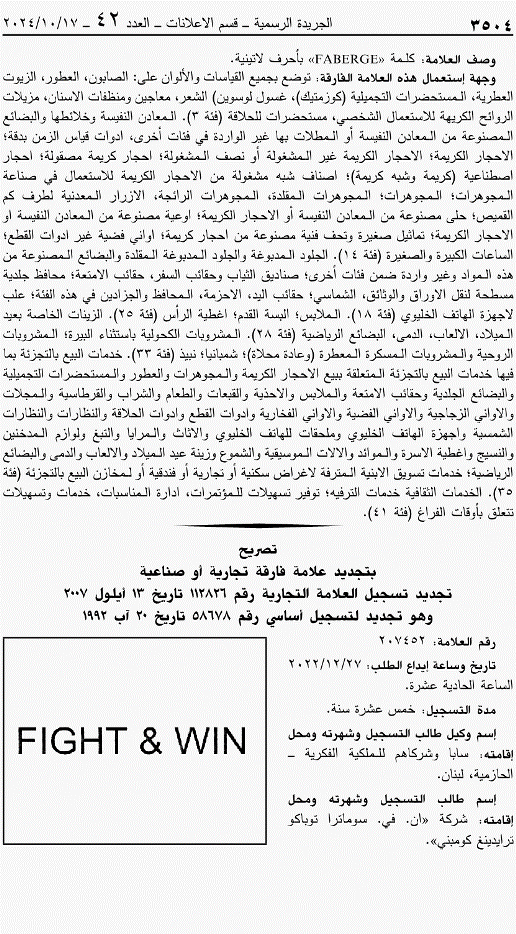 ٣٥٠٤ الجريدة الرسمية ــ قسم الاعلانات ــ العدد ٤٢ ــ ٢٠٢٤/١٠/١٧
وصف العلامة: كلمة «FABERGE» بأحرف لاتينية.
وجهة إستعمال هذه العلامة الفارقة: توضع بجميع القياسات والألوان على: الصابون، العطور، الزيوت
العطرية، المستحضرات التجميلية (كوزمتيك)، غسول لوسوين) الشعر، معاجين ومنظفات الاسنان، مزيلات
الروائح الكريهة للاستعمال الشخصي، مستحضرات للحلاقة (فئة ٣). المعادن النفيسة وخلائطها والبضائع
المصنوعة من المعادن النفيسة أو المطلات بها غير الواردة في فئات أخرى، ادوات قياس الزمن بدقة؛
الاحجار الكريمة؛ الاحجار الكريمة غير المشغولة أو نصف المشغولة؛ احجار كريمة مصقولة؛ احجار
اصطناعية (كريمة وشبه كريمة)؛ اصناف شبه مشغولة من الاحجار الكريمة للاستعمال في صناعة
المجوهرات؛ المجوهرات؛ المجوهرات المقلدة، المجوهرات الرائجة، الازرار المعدنية لطرف كم
القميص؛ حلى مصنوعة من المعادن النفيسة أو الاحجار الكريمة؛ اوعية مصنوعة من المعادن النفيسة او
الاحجار الكريمة؛ تماثيل صغيرة وتحف فنية مصنوعة من احجار كريمة؛ اواني فضية غير ادوات القطع؛
الساعات الكبيرة والصغيرة (فئة ١٤). الجلود المدبوغة والجلود المدبوغة المقلدة والبضائع المصنوعة من
هذه المواد وغير واردة ضمن فئات أخرى؛ صناديق الثياب وحقائب السفر، حقائب الامتعة؛ محافظ جلدية
مسطحة لنقل الاوراق والوثائق، الشماسي؛ حقائب اليد، الاحزمة، المحافظ والجزادين في هذه الفئة؛ علب
لاجهزة الهاتف الخليوي (فئة ١٨). الملابس؛ البسة القدم؛ اغطية الرأس (فئة ٢٥). الزينات الخاصة بعيد
الميلاد، الالعاب، الدمى، البضائع الرياضية (فئة ٢٨). المشروبات الكحولية باستثناء البيرة؛ المشروبات
الروحية والمشروبات المسكرة المعطرة (وعادة محلاة)؛ شمبانيا؛ نبيذ (فئة ٣٣). خدمات البيع بالتجزئة بما
فيها خدمات البيع بالتجزئة المتعلقة ببيع الاحجار الكريمة والمجوهرات والعطور والمستحضرات التجميلية
والبضائع الجلدية وحقائب الامتعة والملابس والاحذية والقبعات والطعام والشراب والقرطاسية والمجلات
والاواني الزجاجية والاواني الفضية والاواني الفخارية وادوات القطع وادوات الحلاقة والنظارات والنظارات
الشمسية واجهزة الهاتف الخليوي وملحقات للهاتف الخليوي والاثاث والمرايا والتبغ ولوازم المدخنين
والنسيج واغطية الاسرة والموائد والالات الموسيقية والشموع وزينة عيد الميلاد والالعاب والدمى والبضائع
الرياضية؛ خدمات تسويق الابنية المترفة لاغراض سكنية أو تجارية أو فندقية أو لمخازن البيع بالتجزئة (فئة
٣٥). الخدمات الثقافية خدمات الترفيه؛ توفير تسهيلات للمؤتمرات، ادارة المناسبات، خدمات وتسهيلات
تتعلق بأوقات الفراغ (فئة ٤١).
تصريح
بتجديد علامة فارقة تجارية أو صناعية
تجديد تسجيل العلامة التجارية رقم ١١٢٨٢٦ تاريخ ١٣ أيلول ٢٠٠٧
وهو تجديد لتسجيل أساسي رقم ٥٨٦٧٨ تاريخ ٢٠ آب ١٩٩٢
رقم العلامة: ٢٠٧٤٥٢
تاريخ وساعة إيداع الطلب: ٢٠٢٢/١٢/٢٧
الساعة الحادية عشرة.
مدة التسجيل: خمس عشرة سنة.
إسم وكيل طالب التسجيل وشهرته ومحل
إقامته: سابا وشركاهم للملكية الفكرية ــ
الحازمية، لبنان.
إسم طالب التسجيل وشهرته ومحل
إقامته: شركة «ان. في. سوماترا توباكو
ترايدينغ كومبني».
FIGHT & WIN